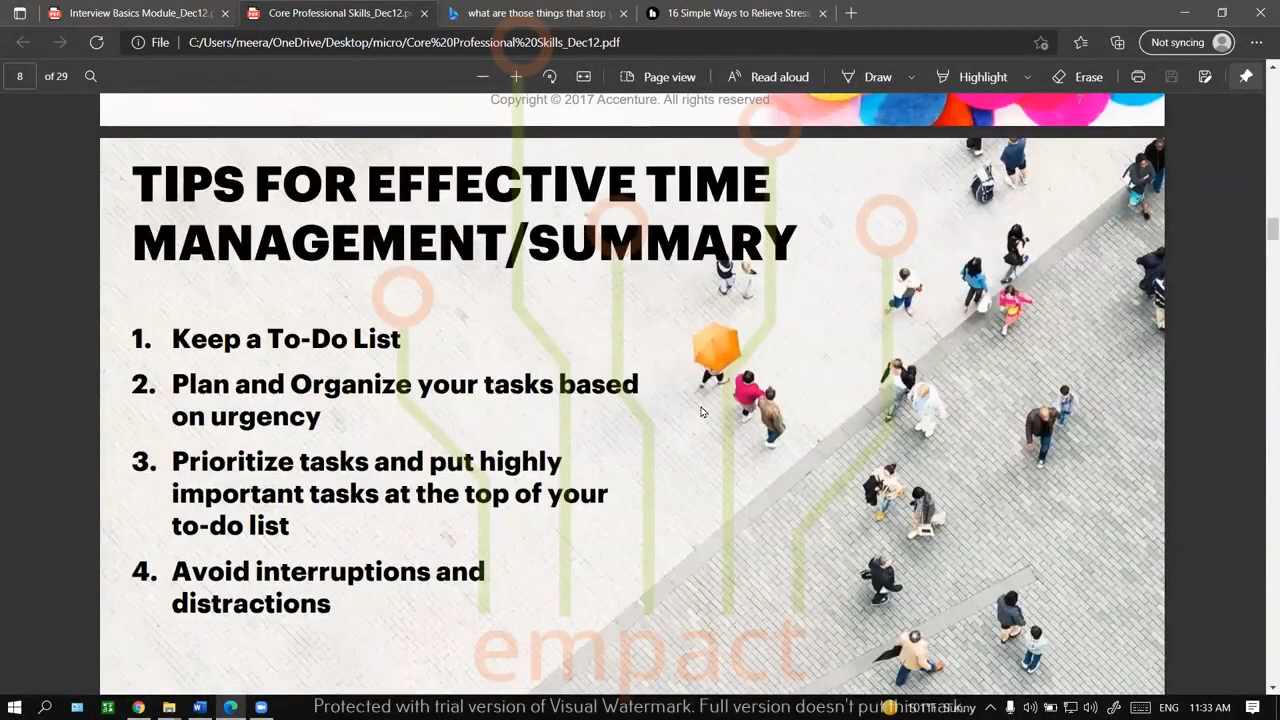 Interview Basics Module_Dec12.p
Core Professional Skills_Dec12.p
what are those things that stop y
16 Simple Ways to Relieve Stress
File
C:/Users/meera/OneDrive/Desktop/micro/Core%20Professional%20Skills_Dec12.pdf
Not syncing
8 of 29
Page view
Read aloud
Draw
Highlight
Erase
Copyright © 2017 Accenture. All rights reserved.
7
TIPS FOR EFFECTIVE TIME
MANAGEMENT/SUMMARY
1. Keep a To-Do List
2. Plan and Organize your tasks based
on urgency
3. Prioritize tasks and put highly
important tasks at the top of your
to-do list
4. Avoid interruptions and
distractions
empact
Protected with trial version of Visual Watermark. Full version doesn't put this mark.
ENG
11:33 AM